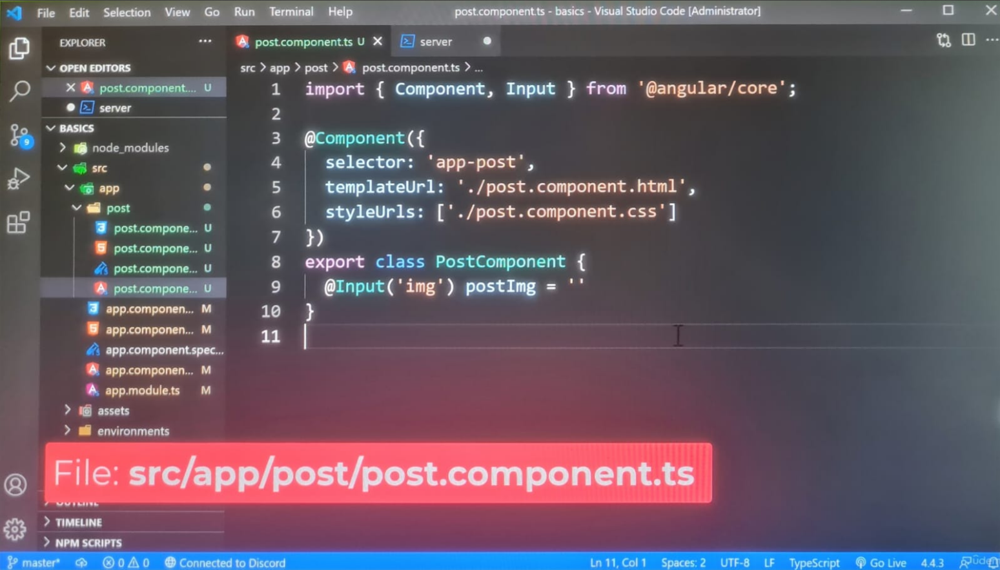 File Edit Selection View Go Run Terminal Help post.component.ts - basics - Visual Studio Code [Administrator]
EXPLORER ...
post.component.ts U
server
OPEN EDITORS
post.component.... U
server
BASICS
node_modules
src
app
post
post.compone... U
post.compone... U
post.compone... U
post.compone... U
app.componen... M
app.componen... M
app.component.spec...
app.componen... M
app.module.ts M
assets
environments
OUTLINE
TIMELINE
NPM SCRIPTS
9
src > app > post > post.component.ts > ...
1 import { Component, Input } from '@angular/core';
2
3 @Component({
4 selector: 'app-post',
5 templateUrl: './post.component.html',
6 styleUrls: ['./post.component.css']
7 })
8 export class PostComponent {
9 @Input('img') postImg = ''
10 }
11
File: src/app/post/post.component.ts
master* 0 0 Connected to Discord Ln 11, Col 1 Spaces: 2 UTF-8 LF TypeScript Go Live 4.4.3